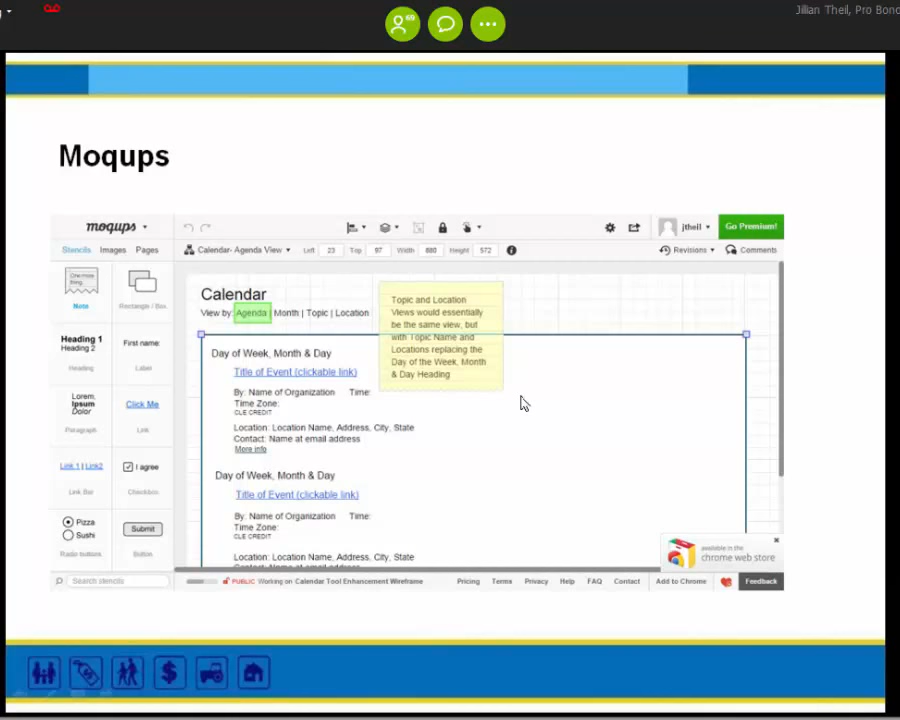 69
Jillian Theil, Pro Bono
Moqups
moqups
jtheil
Go Premium!
Stencils Images Pages
Calendar- Agenda View
Left 23 Top 97 Width 880 Height 572
Revisions
Comments
One more thing.
Note
Rectangle / Box
Heading 1
Heading 2
Heading
First name:
Label
Lorem, Ipsum Dolor
Paragraph
Click Me
Link
Link 1 | Link2
Link Bar
I agree
Checkbox
Pizza
Sushi
Radio buttons
Submit
Button
Search stencils
Calendar
View by: Agenda | Month | Topic | Location
Topic and Location
Views would essentially
be the same view, but
with Topic Name and
Locations replacing the
Day of the Week, Month
& Day Heading
Day of Week, Month & Day
Title of Event (clickable link)
By: Name of Organization Time:
Time Zone:
CLE CREDIT
Location: Location Name, Address, City, State
Contact: Name at email address
More info
Day of Week, Month & Day
Title of Event (clickable link)
By: Name of Organization Time:
Time Zone:
CLE CREDIT
Location: Location Name, Address, City, State
available in the
chrome web store
PUBLIC Working on Calendar Tool Enhancement Wireframe
Pricing Terms Privacy Help FAQ Contact Add to Chrome Feedback